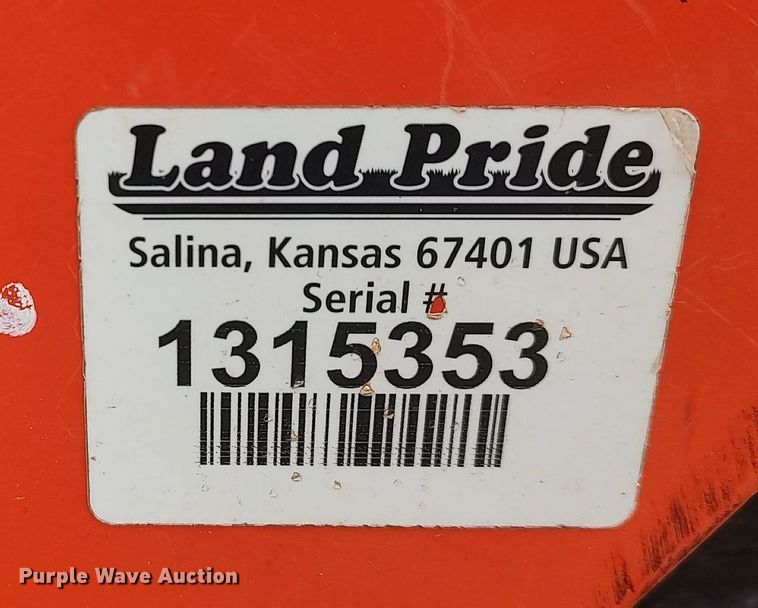 Land Pride
Salina, Kansas 67401 USA
Serial #
1315353
Purple Wave Auction